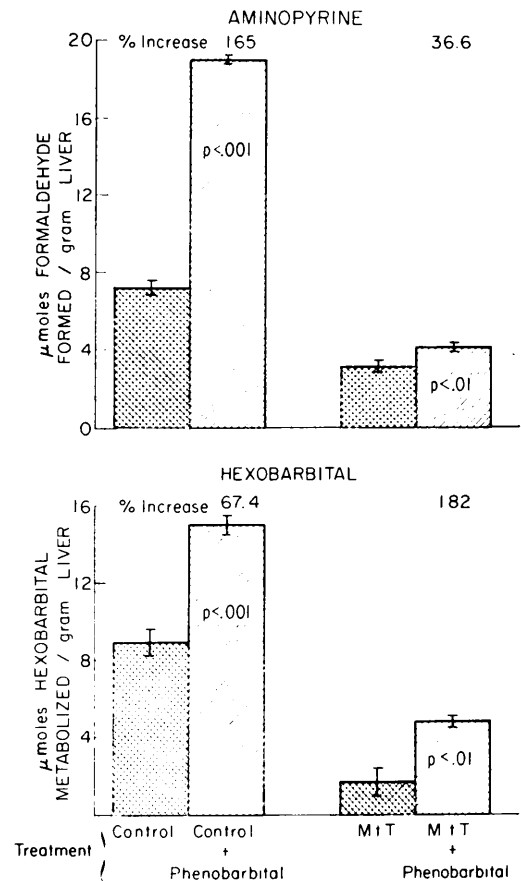 AMINOPYRINE
% Increase 165 36.6
20
16
12
8
4
0
μmoles FORMALDEHYDE
FORMED / gram LIVER
p<.001
p<.01
HEXOBARBITAL
% Increase 67.4 182
16
12
8
4
μmoles HEXOBARBITAL
METABOLIZED / gram LIVER
p<.001
p<.01
Control Control MtT MtT
Treatment + +
Phenobarbital Phenobarbital